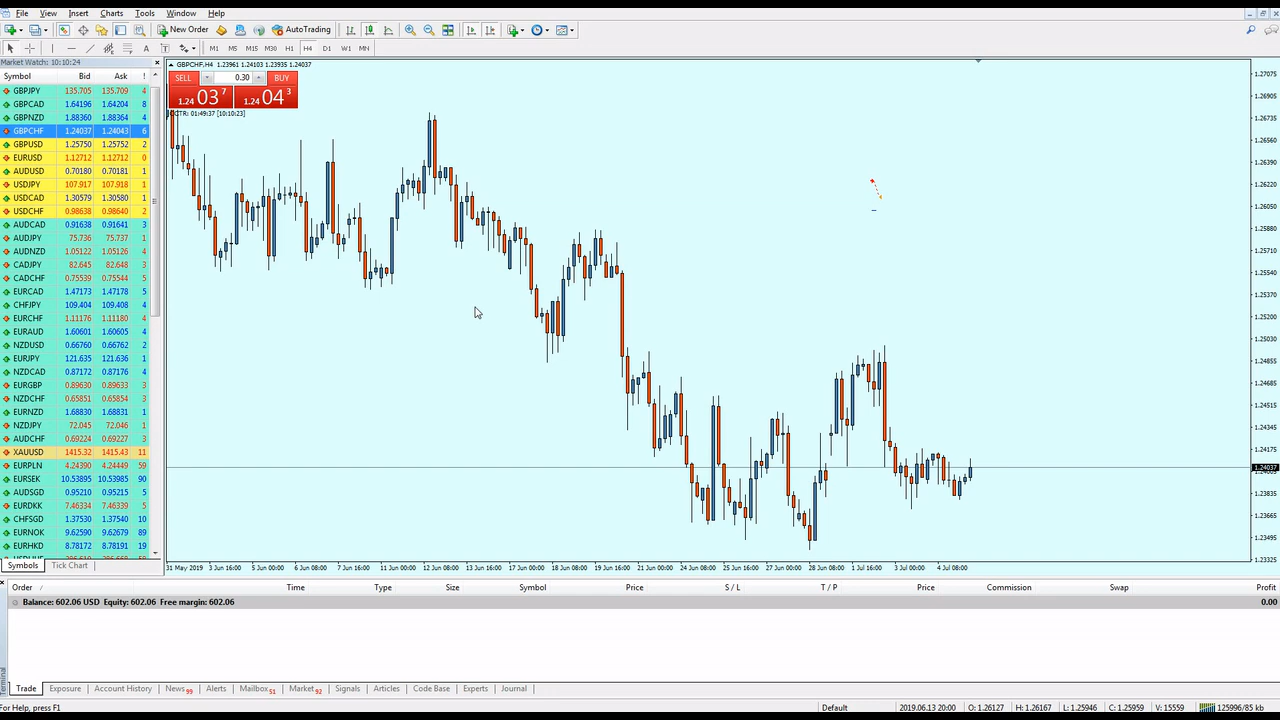 File View Insert Charts Tools Window Help
New Order AutoTrading
M1 M5 M15 M30 H1 H4 D1 W1 MN
Market Watch: 10:10:24
Symbol Bid Ask !
GBPJPY 135.705 135.709 4
GBPCAD 1.64196 1.64204 8
GBPNZD 1.88360 1.88364 4
GBPCHF 1.24037 1.24043 6
GBPUSD 1.25750 1.25752 2
EURUSD 1.12712 1.12712 0
AUDUSD 0.70180 0.70181 1
USDJPY 107.917 107.918 1
USDCAD 1.30579 1.30580 1
USDCHF 0.98638 0.98640 2
AUDCAD 0.91638 0.91641 3
AUDJPY 75.736 75.737 1
AUDNZD 1.05122 1.05126 4
CADJPY 82.645 82.648 3
CADCHF 0.75539 0.75544 5
EURCAD 1.47173 1.47178 5
CHFJPY 109.404 109.408 4
EURCHF 1.11176 1.11180 4
EURAUD 1.60601 1.60605 4
NZDUSD 0.66760 0.66762 2
EURJPY 121.635 121.636 1
NZDCAD 0.87172 0.87176 4
EURGBP 0.89630 0.89633 3
NZDCHF 0.65851 0.65854 3
EURNZD 1.68830 1.68831 1
NZDJPY 72.045 72.046 1
AUDCHF 0.69224 0.69227 3
XAUUSD 1415.32 1415.43 11
EURPLN 4.24390 4.24449 59
EURSEK 10.53895 10.53985 90
AUDSGD 0.95210 0.95215 5
EURDKK 7.46334 7.46339 5
CHFSGD 1.37530 1.37540 10
EURNOK 9.62590 9.62679 89
EURHKD 8.78172 8.78191 19
Symbols Tick Chart
GBPCHF,H4 1.23961 1.24103 1.23935 1.24037
SELL 0.30 BUY
1.24 03 7 1.24 04 3
CCTR: 01:49:37 [10:10:23]
1.27075
1.26905
1.26735
1.26560
1.26390
1.26220
1.26050
1.25880
1.25710
1.25540
1.25370
1.25200
1.25030
1.24855
1.24685
1.24515
1.24345
1.24175
1.24037
1.23835
1.23665
1.23495
1.23325
31 May 2019 3 Jun 16:00 5 Jun 00:00 6 Jun 08:00 7 Jun 16:00 11 Jun 00:00 12 Jun 08:00 13 Jun 16:00 17 Jun 00:00 18 Jun 08:00 19 Jun 16:00 21 Jun 00:00 24 Jun 08:00 25 Jun 16:00 27 Jun 00:00 28 Jun 08:00 1 Jul 16:00 3 Jul 00:00 4 Jul 08:00
Order / Time Type Size Symbol Price S / L T / P Price Commission Swap Profit
Balance: 602.06 USD Equity: 602.06 Free margin: 602.06 0.00
Terminal
Trade Exposure Account History News 99 Alerts Mailbox 51 Market 92 Signals Articles Code Base Experts Journal
For Help, press F1 Default 2019.06.13 20:00 O: 1.26127 H: 1.26167 L: 1.25946 C: 1.25959 V: 15559 125996/85 kb